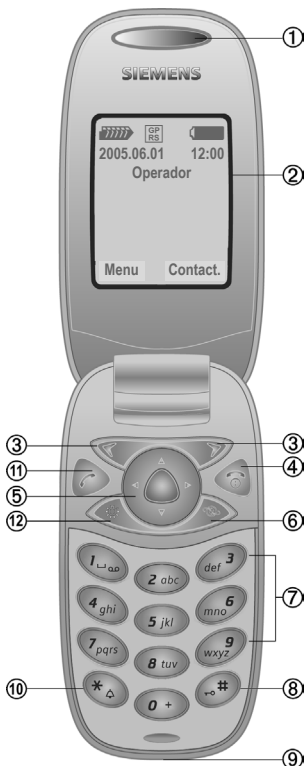 ①
SIEMENS
GP
RS
2005.06.01 12:00
②
Operador
Menu Contact.
③ ③
⑪ ④
⑤
⑫ ⑥
1
2 abc
def 3
⑦
4 ghi
5 jkl
mno 6
7 pqrs
8 tuv
wxyz 9
⑩ * # ⑧
0 +
⑨